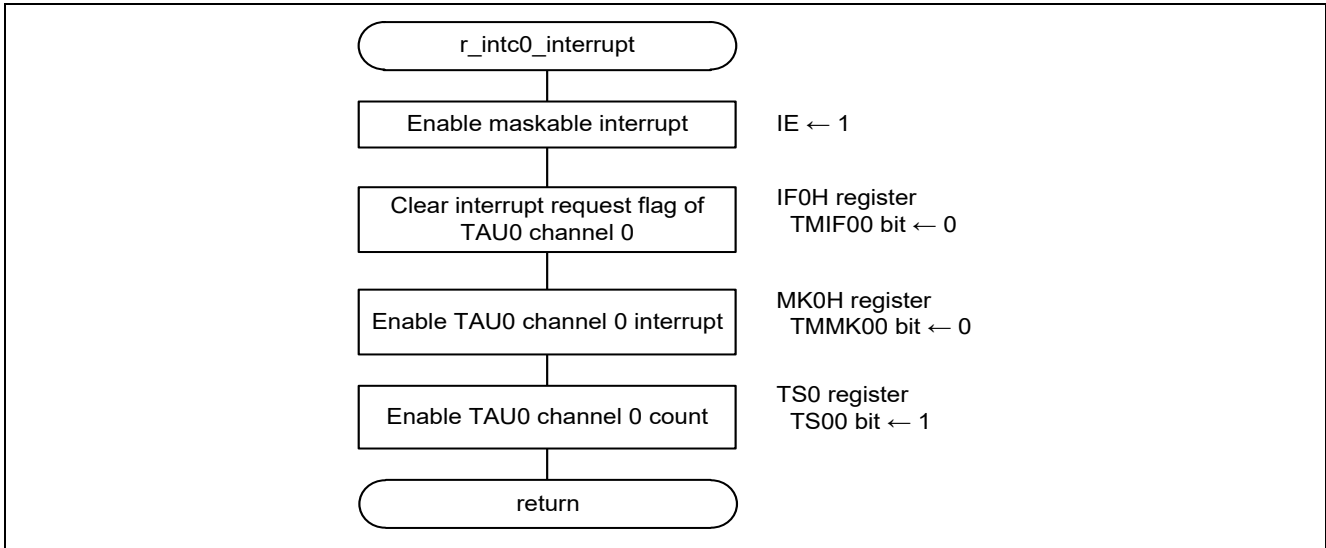 r_intc0_interrupt
Enable maskable interrupt
IE ← 1
Clear interrupt request flag of
TAU0 channel 0
IF0H register
TMIF00 bit ← 0
Enable TAU0 channel 0 interrupt
MK0H register
TMMK00 bit ← 0
Enable TAU0 channel 0 count
TS0 register
TS00 bit ← 1
return